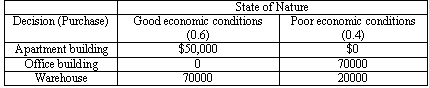 State of Nature
Decision (Purchase) Good economic conditions Poor economic conditions
(0.6) (0.4)
Apartment building $50,000 $0
Office building 0 70000
Warehouse 70000 20000